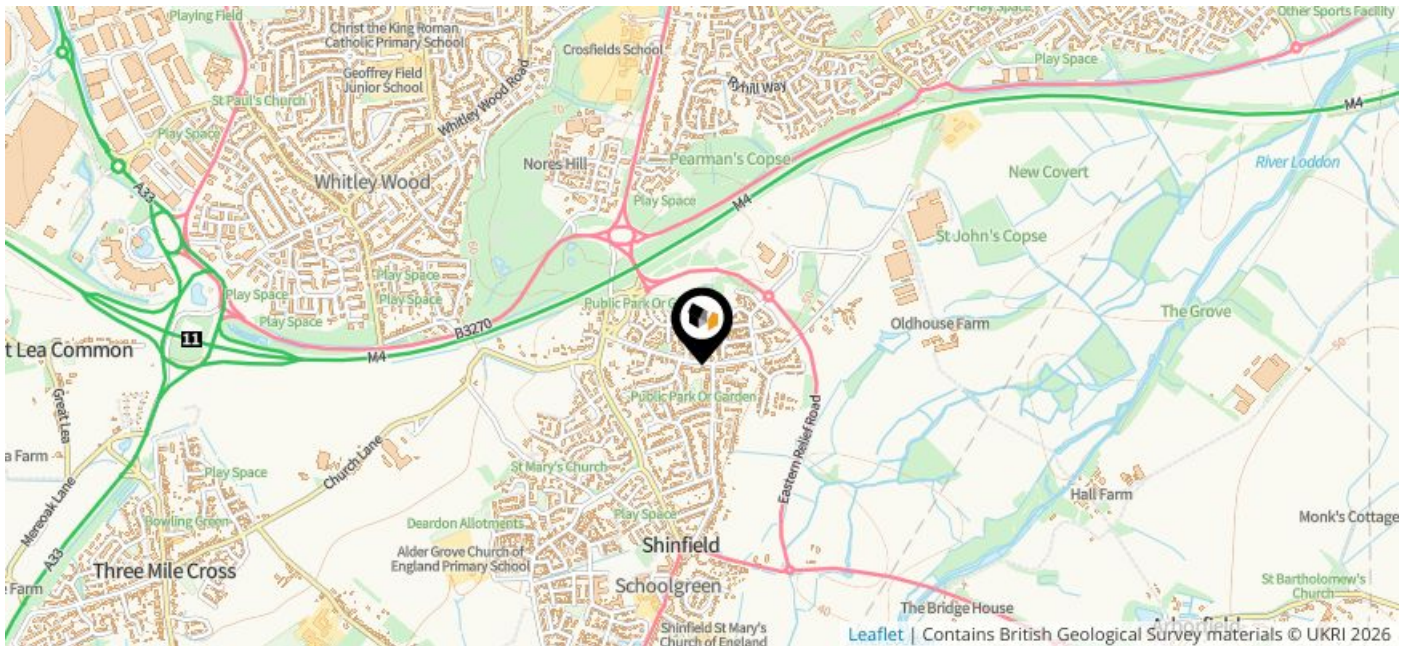 Playing Field
Christ the King Roman
Catholic Primary School
Crosfields School
Other Sports Facility
Geoffrey Field
Junior School
Whitley Wood Road
Ryhill Way
Play Space
St Paul's Church
M4
Play Space
Nores Hill
Pearman's Copse
River Loddon
New Covert
A33
Whitley Wood
Play Space
M4
St John's Copse
Play Space
Play Space
Play Space
Public Park Or G
The Grove
Play Space
B3270
Oldhouse Farm
11
t Lea Common
M4
Great Lea
Public Park Or Garden
Eastern Relief Road
Church Lane
a Farm
Play Space
St Mary's Church
Hall Farm
Mereoak Lane
Bowling Green
Deardon Allotments
Play Space
Monk's Cottage
A33
Alder Grove Church of
England Primary School
Shinfield
Three Mile Cross
Schoolgreen
St Bartholomew's
Church
Farm
The Bridge House
Shinfield St Mary's
Church of England
Arborfield
Leaflet | Contains British Geological Survey materials © UKRI 2026